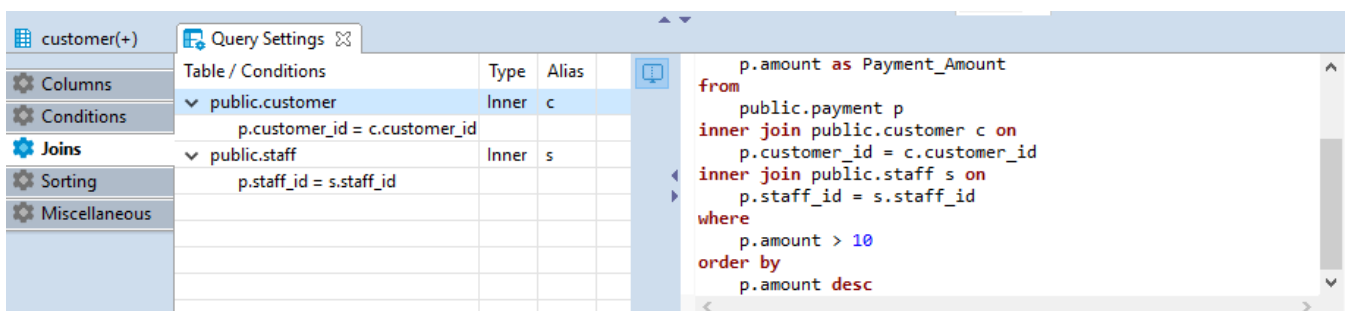 customer(+)
Query Settings
Columns
Conditions
Joins
Sorting
Miscellaneous
Table / Conditions Type Alias
public.customer Inner c
p.customer_id = c.customer_id
public.staff Inner s
p.staff_id = s.staff_id
p.amount as Payment_Amount
from
public.payment p
inner join public.customer c on
p.customer_id = c.customer_id
inner join public.staff s on
p.staff_id = s.staff_id
where
p.amount > 10
order by
p.amount desc